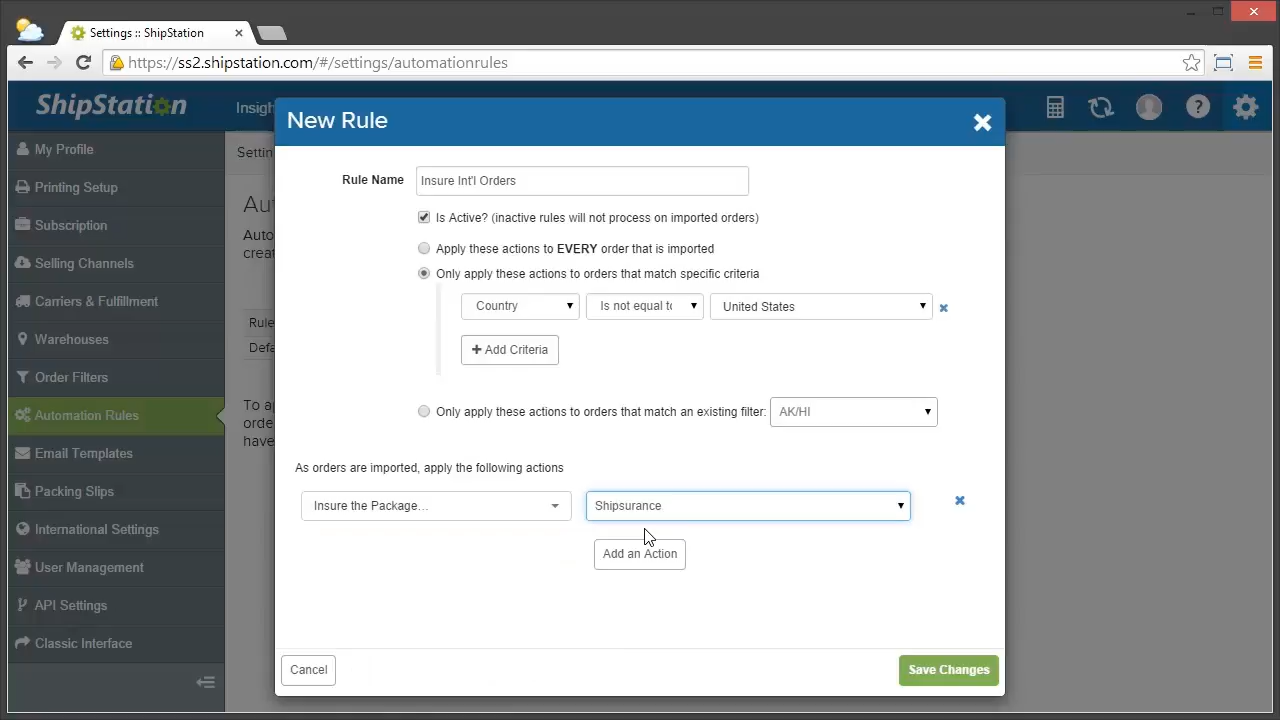 Settings :: ShipStation
https://ss2.shipstation.com/#/settings/automationrules
ShipStation
Insigh
?
My Profile
Printing Setup
Subscription
Selling Channels
Carriers & Fulfillment
Warehouses
Order Filters
Automation Rules
Email Templates
Packing Slips
International Settings
User Management
API Settings
Classic Interface
Settin
Au
Auto
creat
Rule
Defa
To ap
orde
have
New Rule
Rule Name Insure Int'l Orders
Is Active? (inactive rules will not process on imported orders)
Apply these actions to EVERY order that is imported
Only apply these actions to orders that match specific criteria
Country Is not equal to United States
+ Add Criteria
Only apply these actions to orders that match an existing filter: AK/HI
As orders are imported, apply the following actions
Insure the Package... Shipsurance
Add an Action
Cancel Save Changes